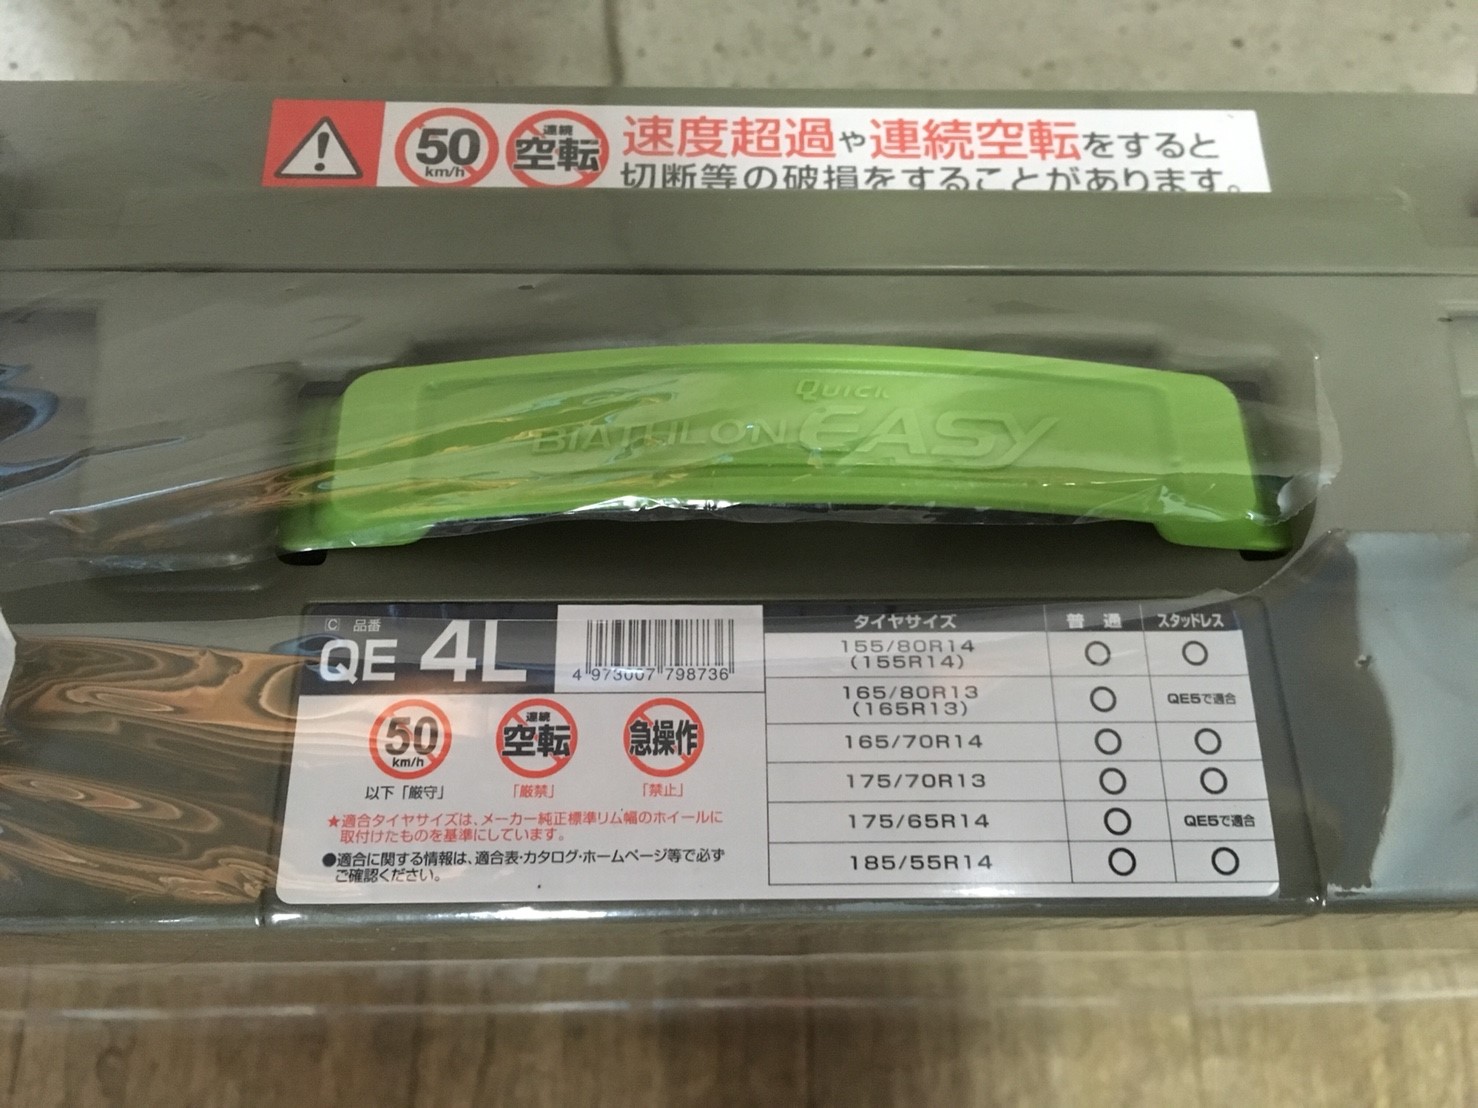 50 km/h 連続 空転 速度超過や連続空転をすると
切断等の破損をすることがあります。
Quick
BIATHLON EASY
C 品番
QE 4L
4 973007 798736
50 km/h
以下「厳守」
連続 空転
「厳禁」
急操作
「禁止」
★適合タイヤサイズは、メーカー純正標準リム幅のホイールに
取付けたものを基準にしています。
●適合に関する情報は、適合表・カタログ・ホームページ等で必ず
ご確認ください。
タイヤサイズ 普通 スタッドレス
155/80R14 ○ ○
(155R14)
165/80R13 ○ QE5で適合
(165R13)
165/70R14 ○ ○
175/70R13 ○ ○
175/65R14 ○ QE5で適合
185/55R14 ○ ○